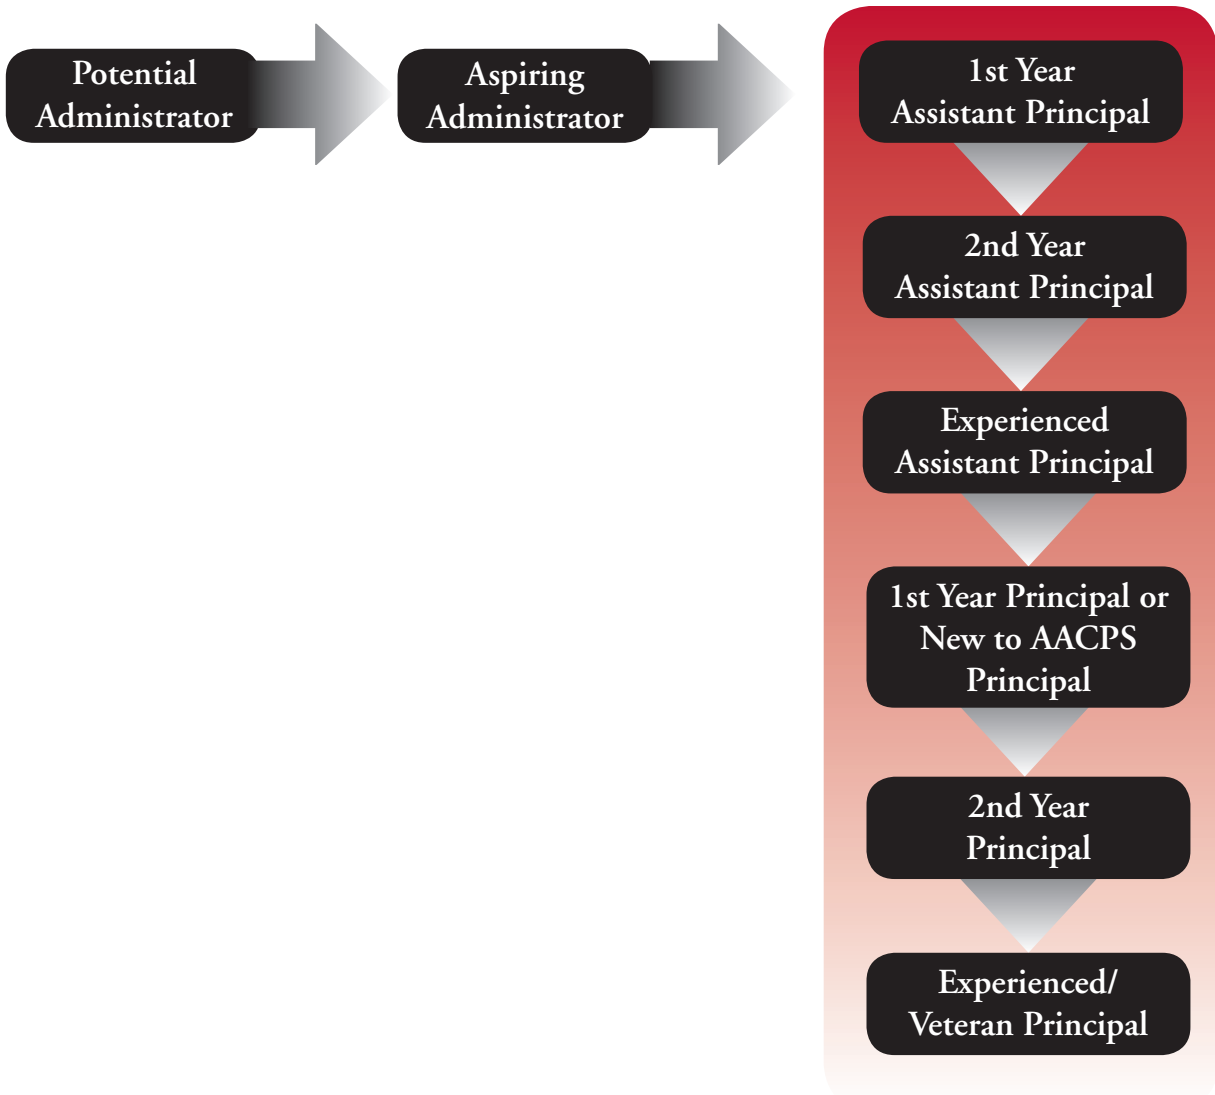 Potential
Administrator
Aspiring
Administrator
1st Year
Assistant Principal
2nd Year
Assistant Principal
Experienced
Assistant Principal
1st Year Principal or
New to AACPS
Principal
2nd Year
Principal
Experienced/
Veteran Principal